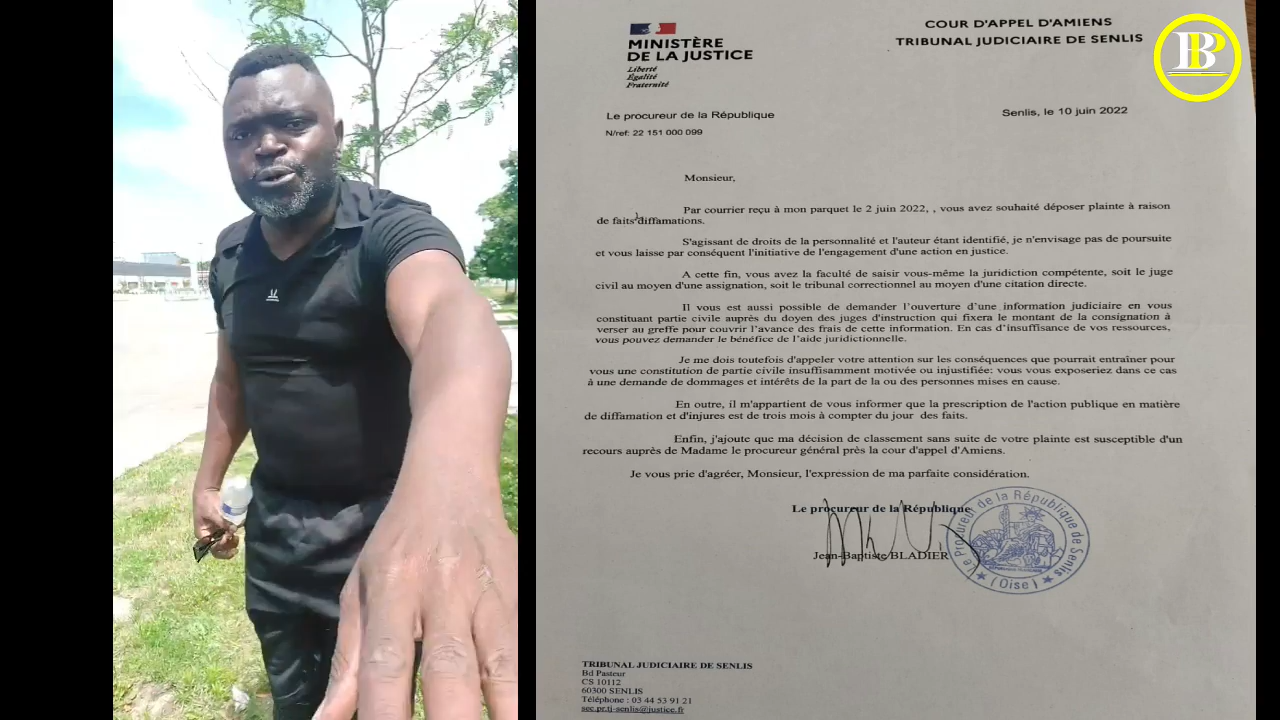 MINISTÈRE
DE LA JUSTICE
Liberté
Égalité
Fraternité
COUR D'APPEL D'AMIENS
TRIBUNAL JUDICIAIRE DE SENLIS
BP
Le procureur de la République
N/ref: 22 151 000 099
Senlis, le 10 juin 2022
Monsieur,
Par courrier reçu à mon parquet le 2 juin 2022, , vous avez souhaité déposer plainte à raison
de faits diffamations.
S'agissant de droits de la personnalité et l'auteur étant identifié, je n'envisage pas de poursuite
et vous laisse par conséquent l'initiative de l'engagement d'une action en justice.
A cette fin, vous avez la faculté de saisir vous-même la juridiction compétente, soit le juge
civil au moyen d'une assignation, soit le tribunal correctionnel au moyen d'une citation directe.
Il vous est aussi possible de demander l'ouverture d'une information judiciaire en vous
constituant partie civile auprès du doyen des juges d'instruction qui fixera le montant de la consignation à
verser au greffe pour couvrir l'avance des frais de cette information. En cas d'insuffisance de vos ressources,
vous pouvez demander le bénéfice de l'aide juridictionnelle.
Je me dois toutefois d'appeler votre attention sur les conséquences que pourrait entraîner pour
vous une constitution de partie civile insuffisamment motivée ou injustifiée: vous vous exposeriez dans ce cas
à une demande de dommages et intérêts de la part de la ou des personnes mises en cause.
En outre, il m'appartient de vous informer que la prescription de l'action publique en matière
de diffamation et d'injures est de trois mois à compter du jour des faits.
Enfin, j'ajoute que ma décision de classement sans suite de votre plainte est susceptible d'un
recours auprès de Madame le procureur général près la cour d'appel d'Amiens.
Je vous prie d'agréer, Monsieur, l'expression de ma parfaite considération.
Le procureur de la République
Jean-Baptiste BLADIER
Le Procureur de la République de Senlis
(Oise)
TRIBUNAL JUDICIAIRE DE SENLIS
Bd Pasteur
CS 10112
60300 SENLIS
Téléphone : 03 44 53 91 21
sec.pr.tj-senlis@justice.fr